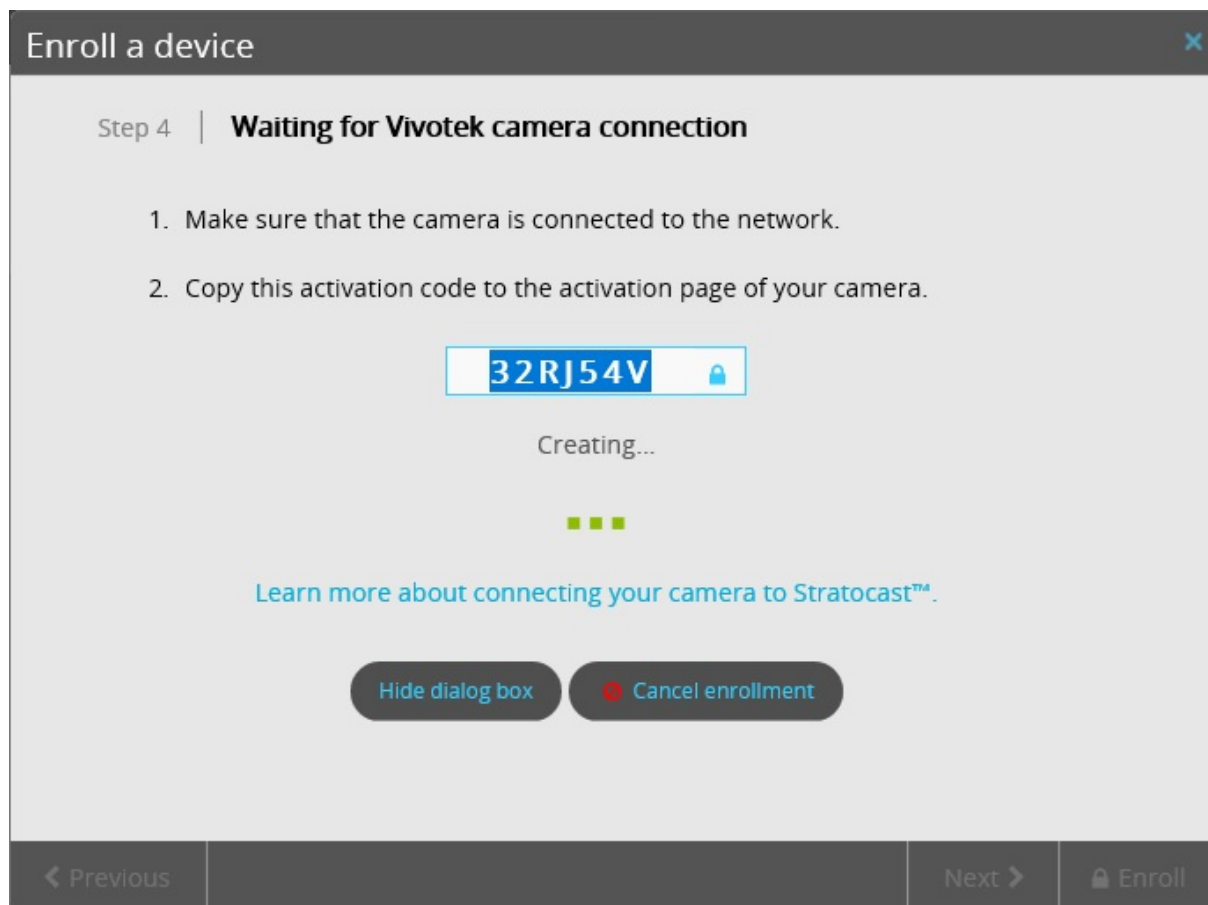 Enroll a device
Step 4 | Waiting for Vivotek camera connection
1. Make sure that the camera is connected to the network.
2. Copy this activation code to the activation page of your camera.
32RJ54V
Creating...
Learn more about connecting your camera to Stratocast™.
Hide dialog box Cancel enrollment
Previous Next Enroll